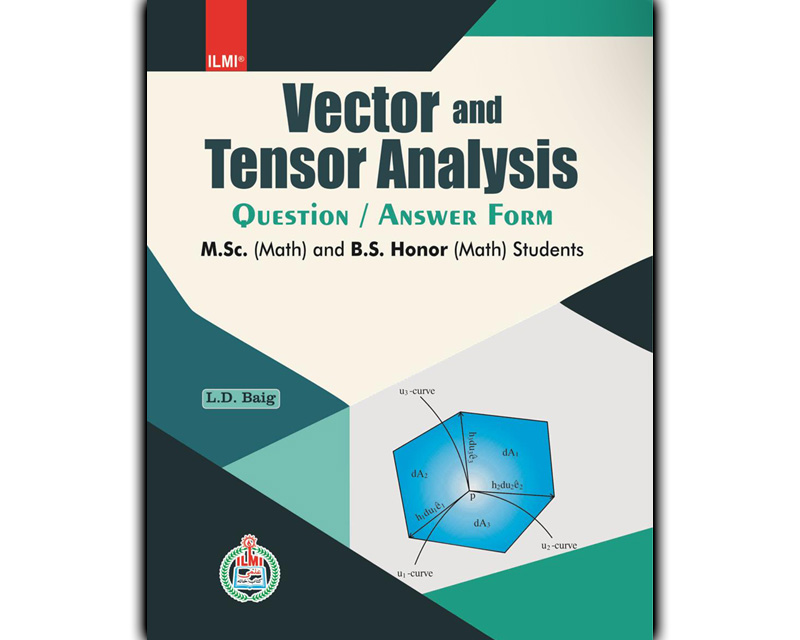 ILMI®
Vector and
Tensor Analysis
Question / Answer Form
M.Sc. (Math) and B.S. Honor (Math) Students
L.D. Baig
u₃-curve
h₃du₃ê₃
dA₁
dA₂
h₂du₂ê₂
p
h₁du₁ê₁
dA₃
u₂-curve
u₁-curve
ILMI